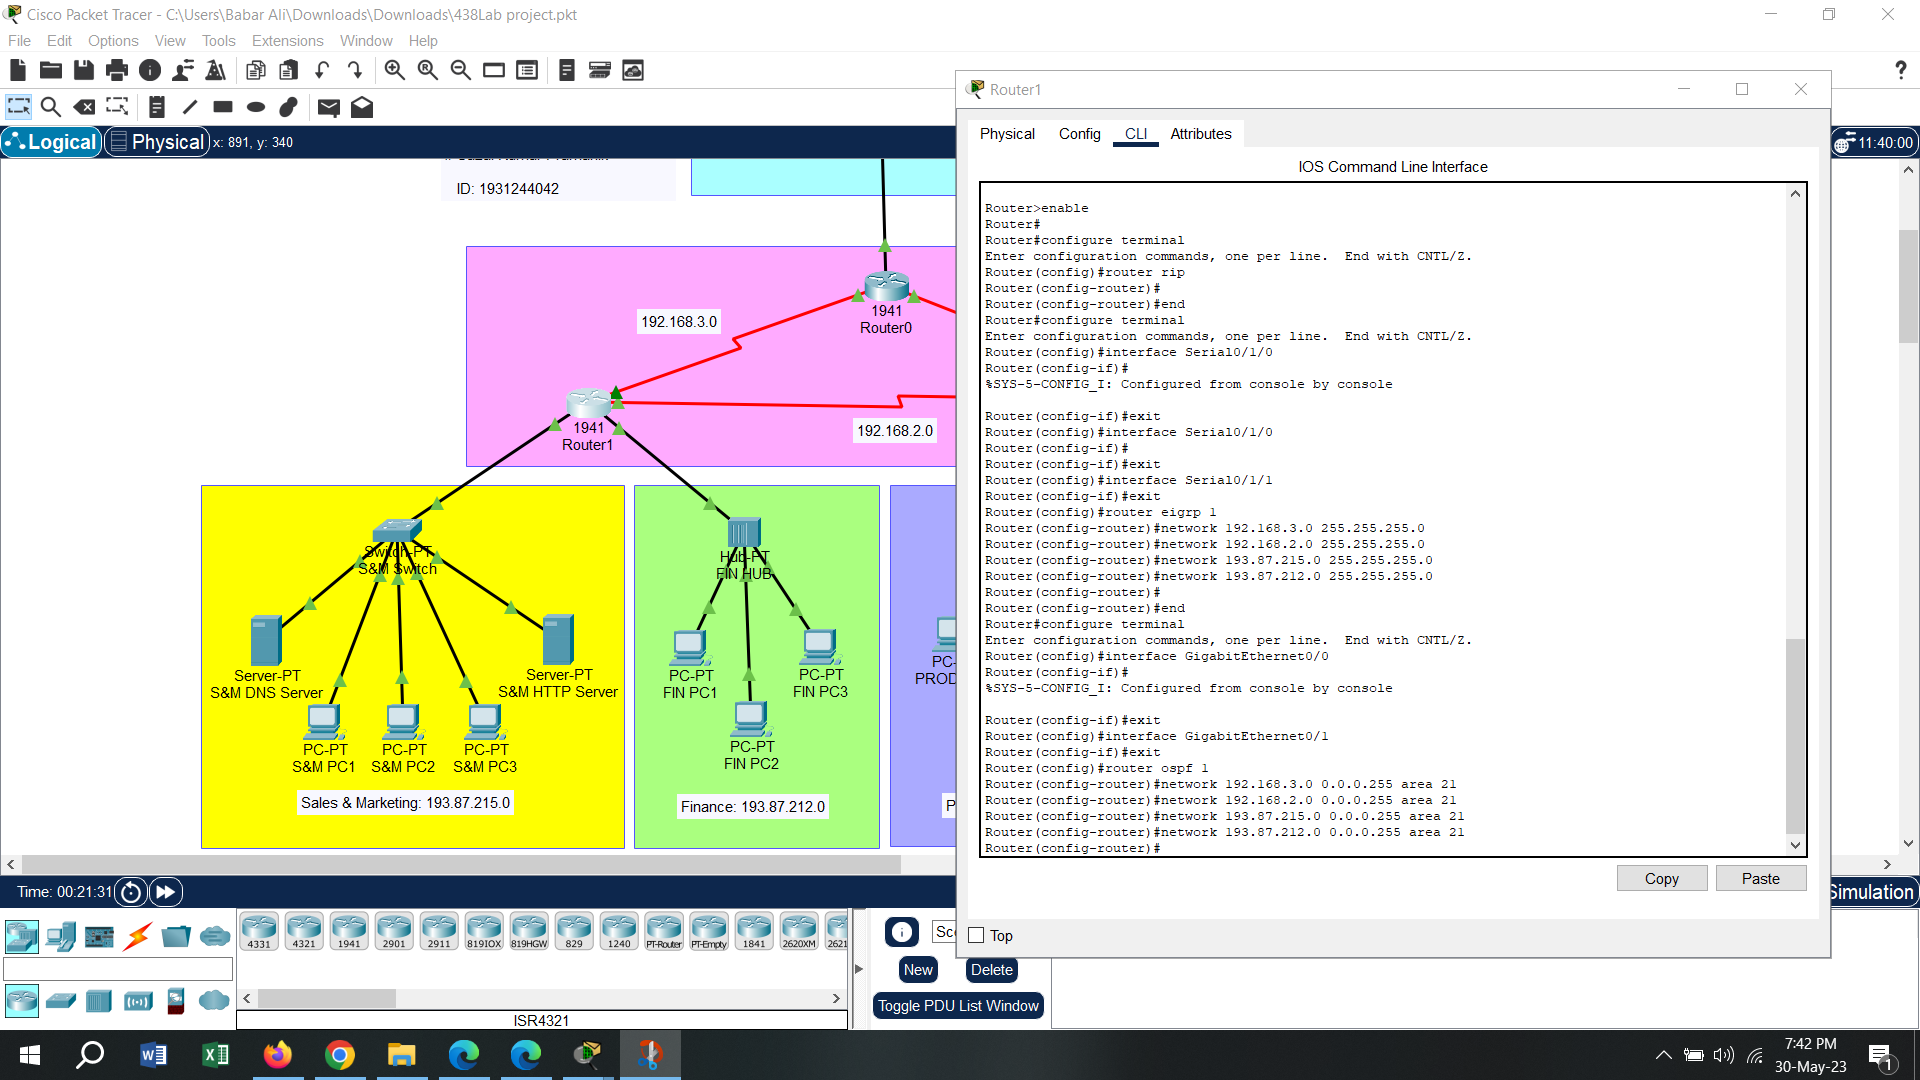 Cisco Packet Tracer - C:\Users\Babar Ali\Downloads\Downloads\438Lab project.pkt
File Edit Options View Tools Extensions Window Help
?
Logical
Physical
x: 891, y: 340
11:40:00
ID: 1931244042
192.168.3.0
1941
Router0
1941
Router1
192.168.2.0
Switch-PT
S&M Switch
Hub-PT
FIN HUB
Server-PT
S&M DNS Server
Server-PT
S&M HTTP Server
PC-PT
S&M PC1
PC-PT
S&M PC2
PC-PT
S&M PC3
Sales & Marketing: 193.87.215.0
PC-PT
FIN PC1
PC-PT
FIN PC2
PC-PT
FIN PC3
Finance: 193.87.212.0
PC-
PROD
P
Router1
Physical Config CLI Attributes
IOS Command Line Interface
Router>enable
Router#
Router#configure terminal
Enter configuration commands, one per line.  End with CNTL/Z.
Router(config)#router rip
Router(config-router)#
Router(config-router)#end
Router#configure terminal
Enter configuration commands, one per line.  End with CNTL/Z.
Router(config)#interface Serial0/1/0
Router(config-if)#
%SYS-5-CONFIG_I: Configured from console by console
Router(config-if)#exit
Router(config)#interface Serial0/1/0
Router(config-if)#
Router(config-if)#exit
Router(config)#interface Serial0/1/1
Router(config-if)#exit
Router(config)#router eigrp 1
Router(config-router)#network 192.168.3.0 255.255.255.0
Router(config-router)#network 192.168.2.0 255.255.255.0
Router(config-router)#network 193.87.215.0 255.255.255.0
Router(config-router)#network 193.87.212.0 255.255.255.0
Router(config-router)#
Router(config-router)#end
Router#configure terminal
Enter configuration commands, one per line.  End with CNTL/Z.
Router(config)#interface GigabitEthernet0/0
Router(config-if)#
%SYS-5-CONFIG_I: Configured from console by console
Router(config-if)#exit
Router(config)#interface GigabitEthernet0/1
Router(config-if)#exit
Router(config)#router ospf 1
Router(config-router)#network 192.168.3.0 0.0.0.255 area 21
Router(config-router)#network 192.168.2.0 0.0.0.255 area 21
Router(config-router)#network 193.87.215.0 0.0.0.255 area 21
Router(config-router)#network 193.87.212.0 0.0.0.255 area 21
Router(config-router)#
Copy Paste
Top
Time: 00:21:31
Simulation
4331 4321 1941 2901 2911 819IOX 819HGW 829 1240 PT-Router PT-Empty 1841 2620XM 2621
ISR4321
Sc
New Delete
Toggle PDU List Window
7:42 PM
30-May-23
1